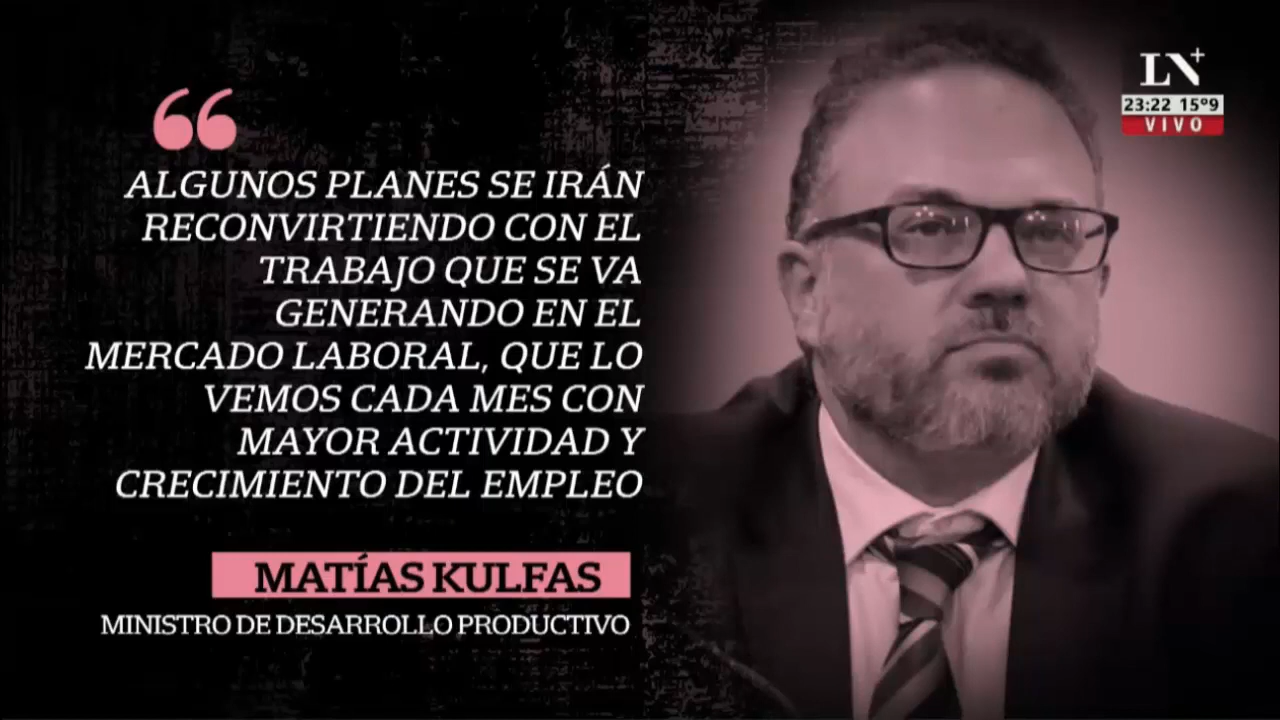 LN+
23:22 15°9
VIVO
ALGUNOS PLANES SE IRÁN
RECONVIRTIENDO CON EL
TRABAJO QUE SE VA
GENERANDO EN EL
MERCADO LABORAL, QUE LO
VEMOS CADA MES CON
MAYOR ACTIVIDAD Y
CRECIMIENTO DEL EMPLEO
MATÍAS KULFAS
MINISTRO DE DESARROLLO PRODUCTIVO